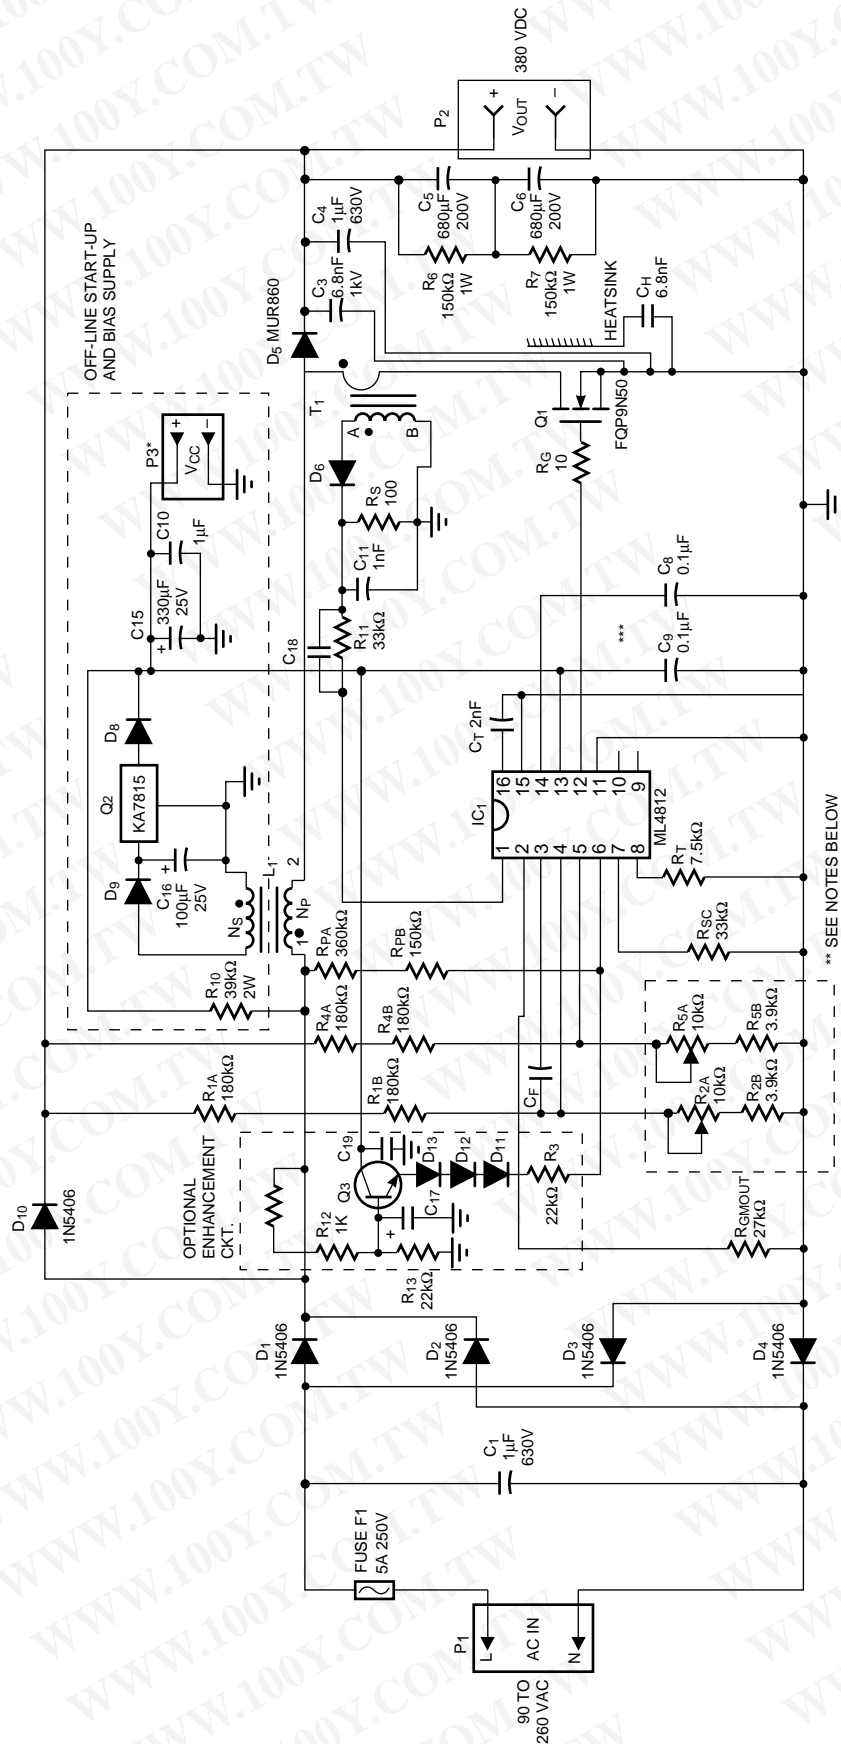 90 TO
260 VAC
P1
L
AC IN
N
FUSE F1
5A 250V
C1
1µF
630V
D1
1N5406
D2
1N5406
D3
1N5406
D4
1N5406
D10
1N5406
OPTIONAL
ENHANCEMENT
CKT.
R12
1K
R13
22kΩ
Q3
C19
C17
D13
D12
D11
R3
22kΩ
RGMOUT
27kΩ
R1A
180kΩ
R1B
180kΩ
CF
R2A
10kΩ
R2B
3.9kΩ
R4A
180kΩ
R4B
180kΩ
R5A
10kΩ
R5B
3.9kΩ
** SEE NOTES BELOW
RPA
360kΩ
RPB
150kΩ
RSC
33kΩ
RT
7.5kΩ
OFF-LINE START-UP
AND BIAS SUPPLY
R10
39kΩ
2W
D9
C16
100µF
25V
+
NS
L1
1
NP
2
Q2
KA7815
D8
C15
330µF
25V
+
C10
1µF
P3*
+
VCC
–
IC1
ML4812
1
2
3
4
5
6
7
8
16
15
14
13
12
11
10
9
CT 2nF
C9
0.1µF
***
C8
0.1µF
C18
R11
33kΩ
C11
1nF
RS
100
D6
T1
A
B
RG
10
Q1
FQP9N50
D5 MUR860
C3
6.8nF
1kV
C4
1µF
630V
HEATSINK
CH
6.8nF
R6
150kΩ
1W
R7
150kΩ
1W
C5
680µF
200V
C6
680µF
200V
P2
+
VOUT
–
380 VDC
WWW.100Y.COM.TW